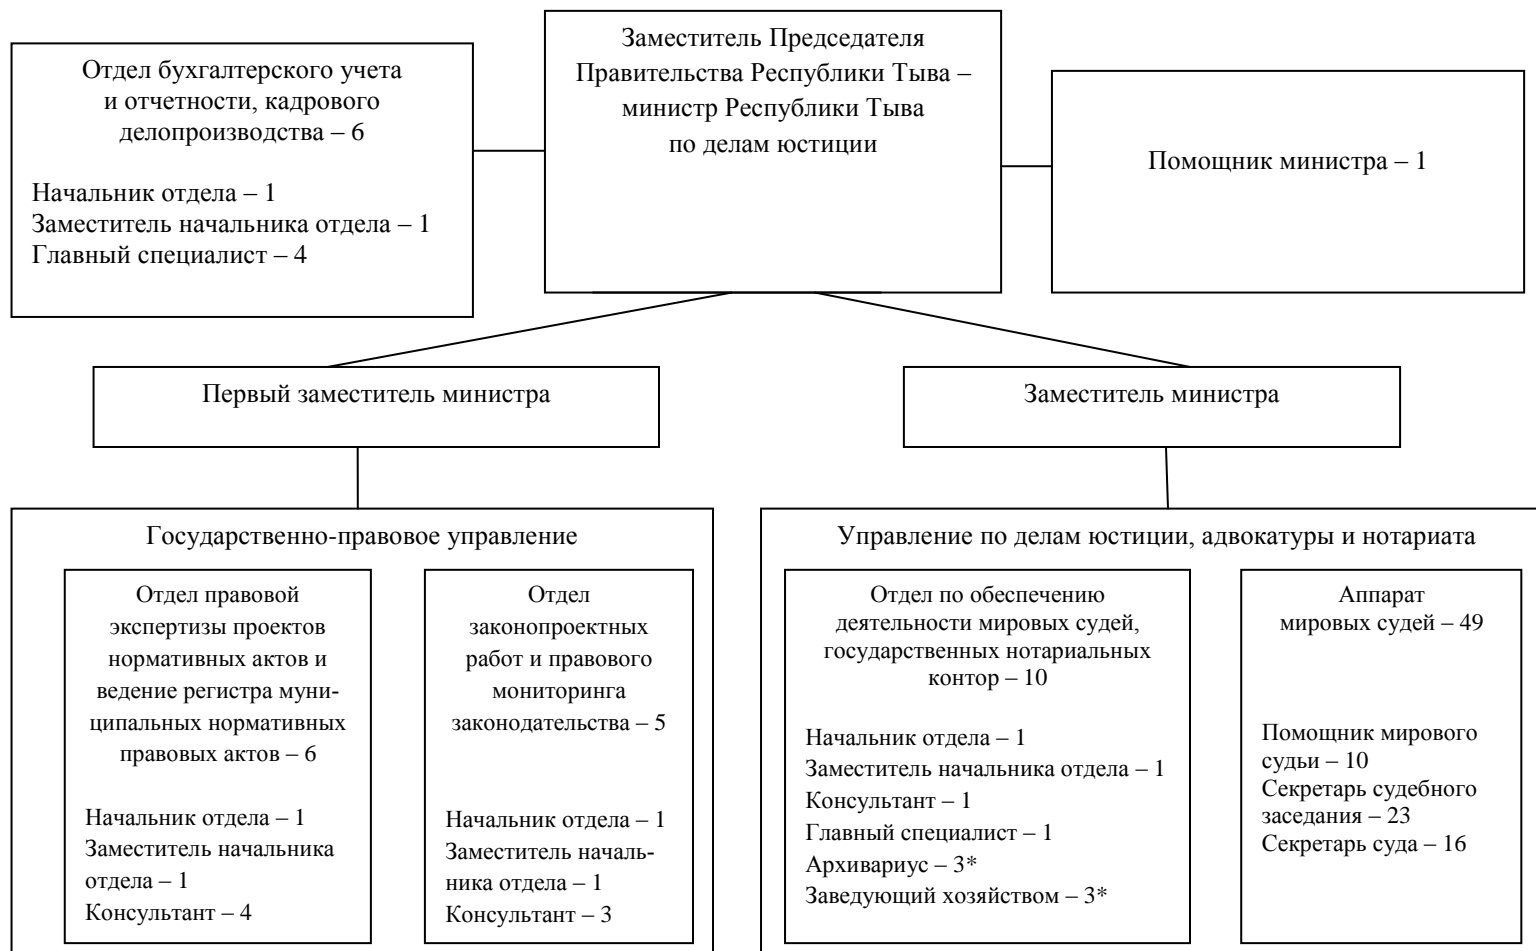 Отдел бухгалтерского учета
и отчетности, кадрового
делопроизводства – 6
Начальник отдела – 1
Заместитель начальника отдела – 1
Главный специалист – 4
Заместитель Председателя
Правительства Республики Тыва –
министр Республики Тыва
по делам юстиции
Помощник министра – 1
Первый заместитель министра
Заместитель министра
Государственно-правовое управление
Отдел правовой
экспертизы проектов
нормативных актов и
ведение регистра муни-
ципальных нормативных
правовых актов – 6
Начальник отдела – 1
Заместитель начальника
отдела – 1
Консультант – 4
Отдел
законопроектных
работ и правового
мониторинга
законодательства – 5
Начальник отдела – 1
Заместитель началь-
ника отдела – 1
Консультант – 3
Управление по делам юстиции, адвокатуры и нотариата
Отдел по обеспечению
деятельности мировых судей,
государственных нотариальных
контор – 10
Начальник отдела – 1
Заместитель начальника отдела – 1
Консультант – 1
Главный специалист – 1
Архивариус – 3*
Заведующий хозяйством – 3*
Аппарат
мировых судей – 49
Помощник мирового
судьи – 10
Секретарь судебного
заседания – 23
Секретарь суда – 16